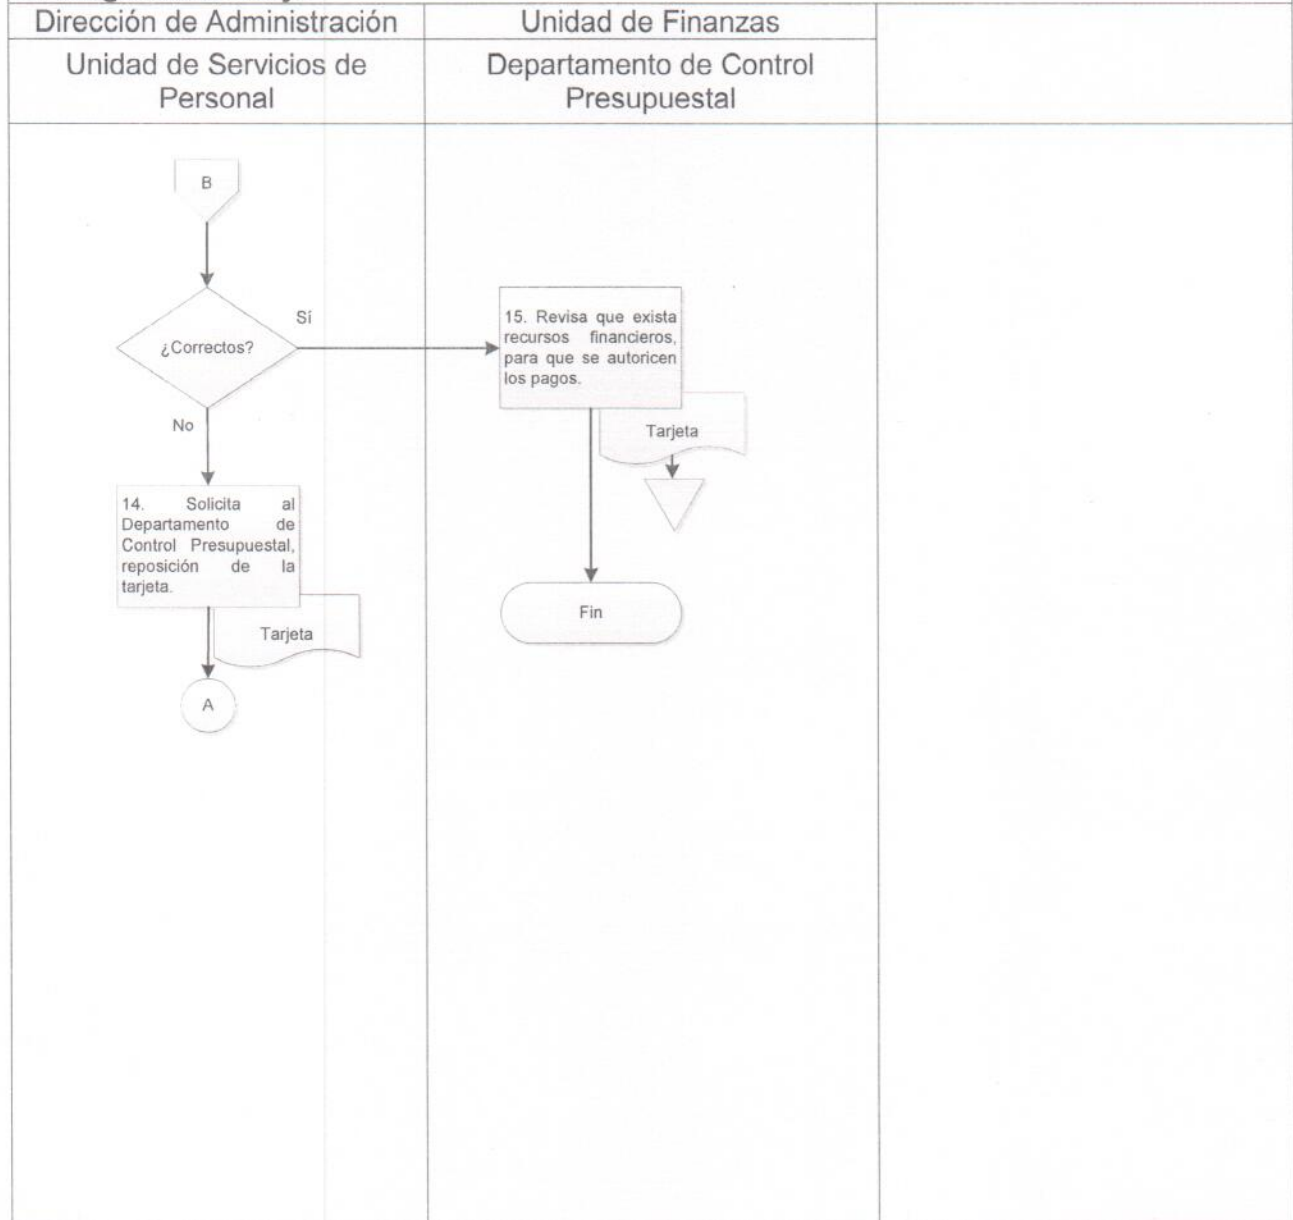 Dirección de Administración
Unidad de Finanzas
Unidad de Servicios de
Personal
Departamento de Control
Presupuestal
B
¿Correctos?
Sí
No
15. Revisa que exista
recursos financieros,
para que se autoricen
los pagos.
Tarjeta
14. Solicita al
Departamento de
Control Presupuestal,
reposición de la
tarjeta.
Tarjeta
A
Fin